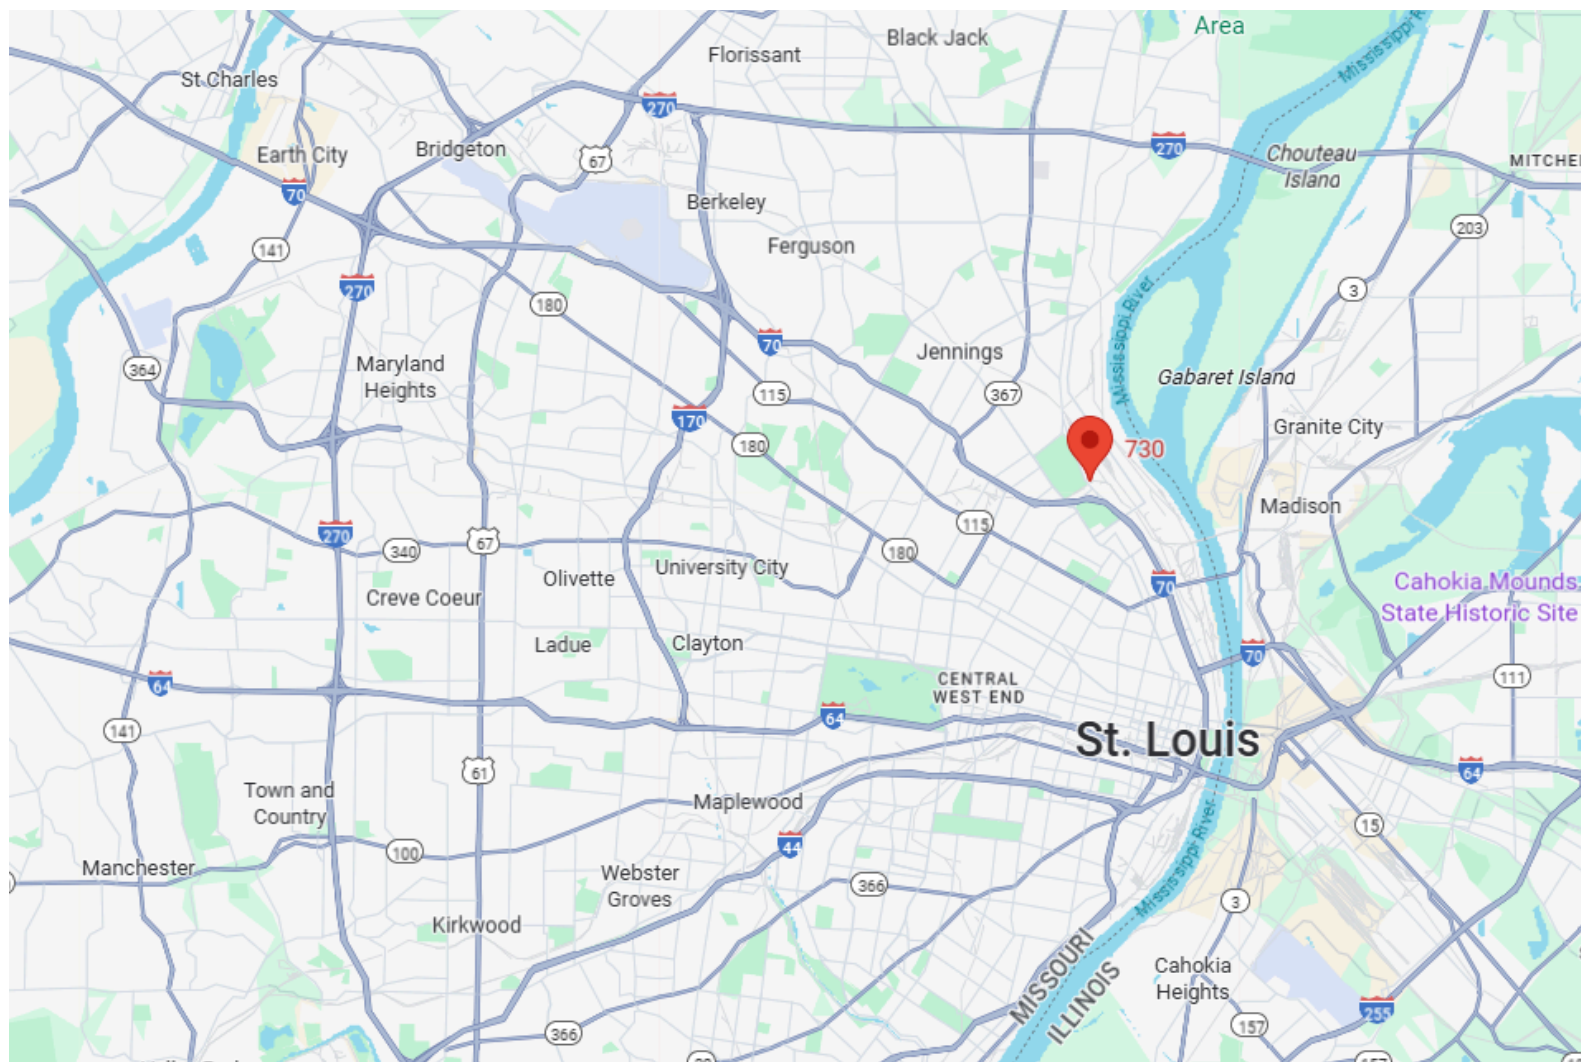 Area
Black Jack
Florissant
Mississippi R
St Charles
270
Earth City
Bridgeton
67
270
Chouteau
Island
MITCHE
70
Berkeley
203
141
Ferguson
270
180
3
Mississippi River
70
Jennings
364
Maryland
Heights
115
367
Gabaret Island
170
180
730
Granite City
Madison
270
67
340
115
180
University City
Olivette
70
Cahokia Mounds
State Historic Site
Creve Coeur
Ladue
Clayton
70
64
CENTRAL
WEST END
111
64
141
St. Louis
61
64
Town and
Country
Maplewood
15
Mississippi River
44
100
Manchester
Webster
Groves
366
3
Kirkwood
MISSOURI
ILLINOIS
Cahokia
Heights
255
157
366